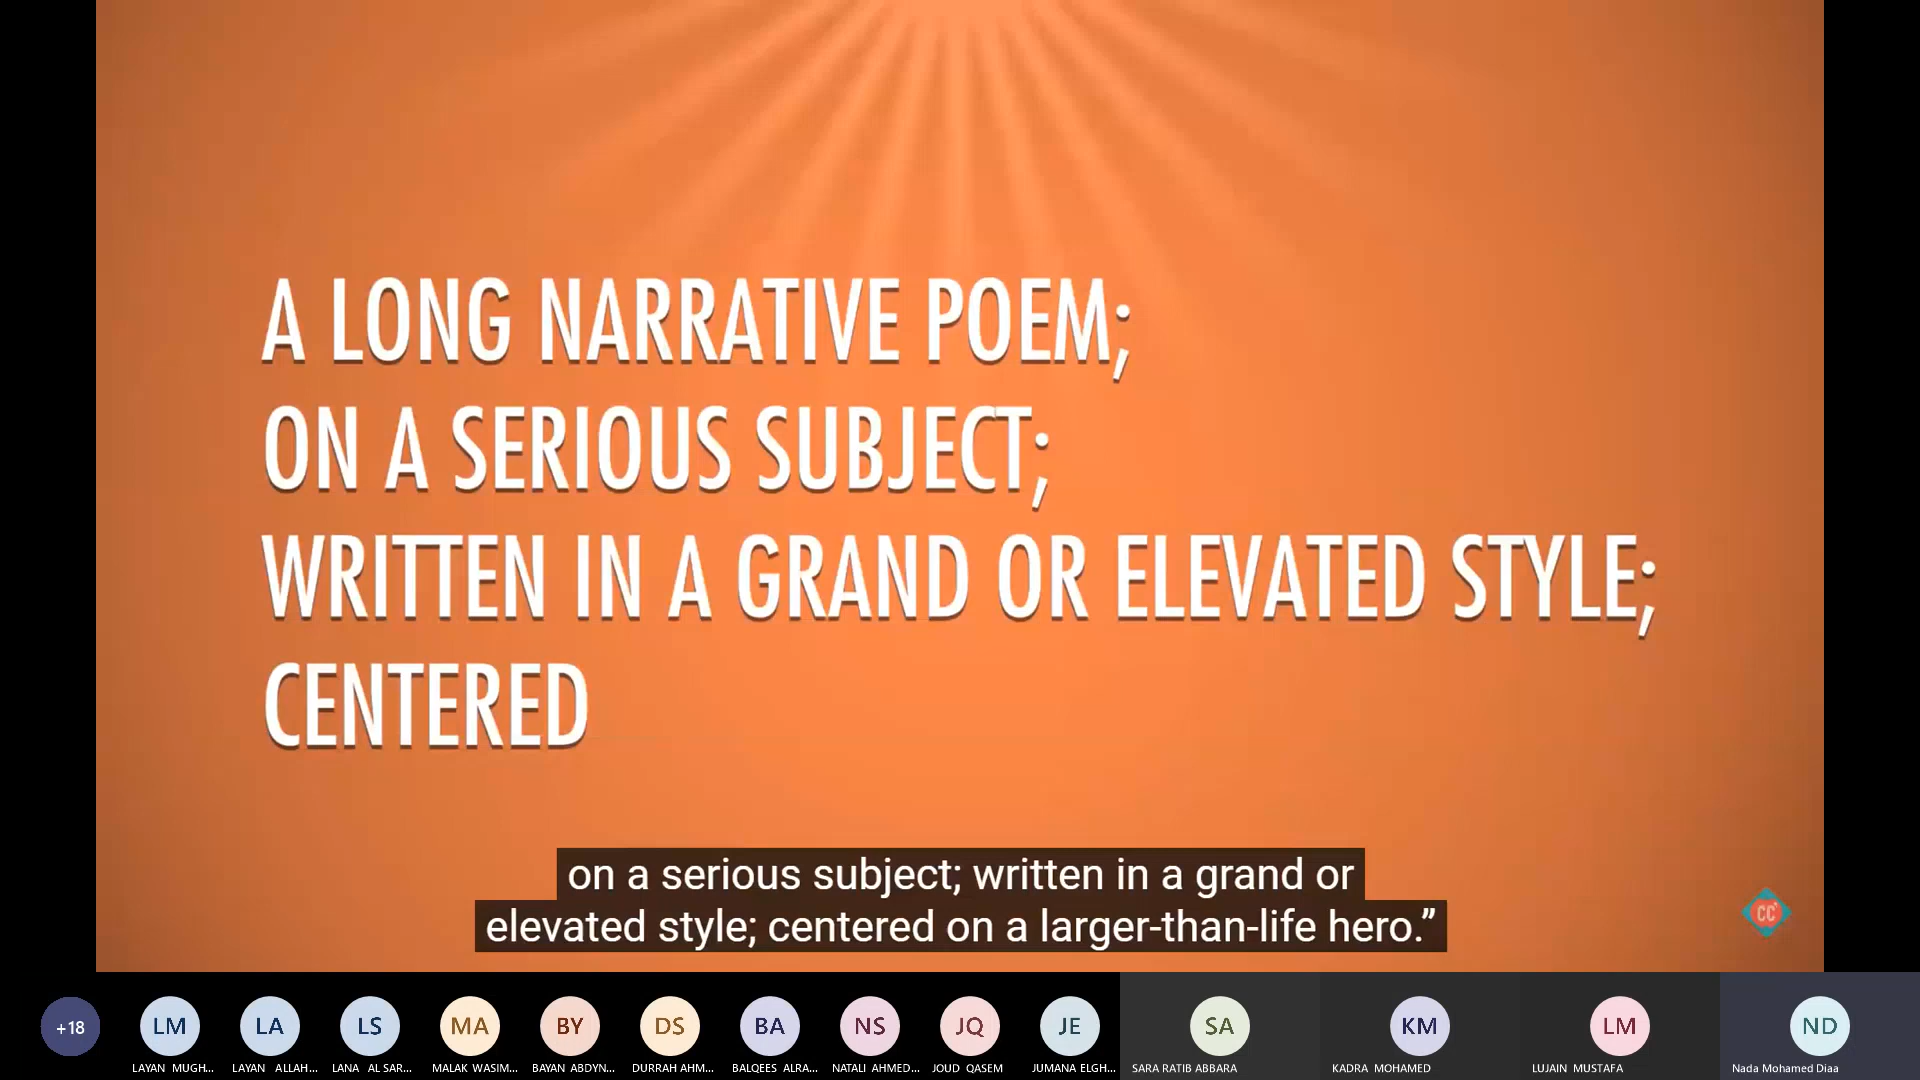 A LONG NARRATIVE POEM;
ON A SERIOUS SUBJECT;
WRITTEN IN A GRAND OR ELEVATED STYLE;
CENTERED
on a serious subject; written in a grand or
elevated style; centered on a larger-than-life hero.”
CC
+18 LM LA LS MA BY DS BA NS JQ JE SA KM LM ND
LAYAN MUGH... LAYAN ALLAH... LANA AL SAR... MALAK WASIM... BAYAN ABDYN... DURRAH AHM... BALQEES ALRA... NATALI AHMED... JOUD QASEM JUMANA ELGH... SARA RATIB ABBARA KADRA MOHAMED LUJAIN MUSTAFA Nada Mohamed Diaa